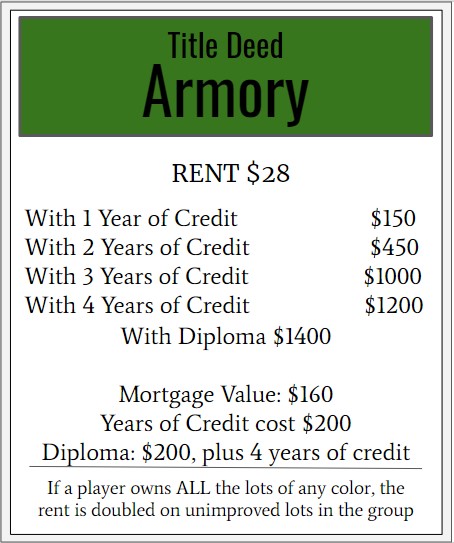 Title Deed
Armory
RENT $28
With 1 Year of Credit $150
With 2 Years of Credit $450
With 3 Years of Credit $1000
With 4 Years of Credit $1200
With Diploma $1400
Mortgage Value: $160
Years of Credit cost $200
Diploma: $200, plus 4 years of credit
If a player owns ALL the lots of any color, the
rent is doubled on unimproved lots in the group